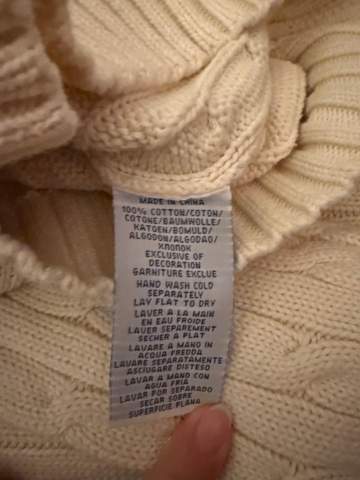 MADE IN CHINA
100% COTTON/COTON/
COTONE/BAUMWOLLE/
KATOEN/BOMULD/
ALGODON/ALGODAO/
ХЛОПОК
EXCLUSIVE OF
DECORATION
GARNITURE EXCLUE
HAND WASH COLD
SEPARATELY
LAY FLAT TO DRY
LAVER A LA MAIN
EN EAU FROIDE
LAVER SEPAREMENT
SECHER A PLAT
LAVARE A MANO IN
ACQUA FREDDA
LAVARE SEPARATAMENTE
ASCIUGARE DISTESO
LAVAR A MANO CON
AGUA FRIA
LAVAR POR SEPARADO
SECAR SOBRE
SUPERFICIE PLANA